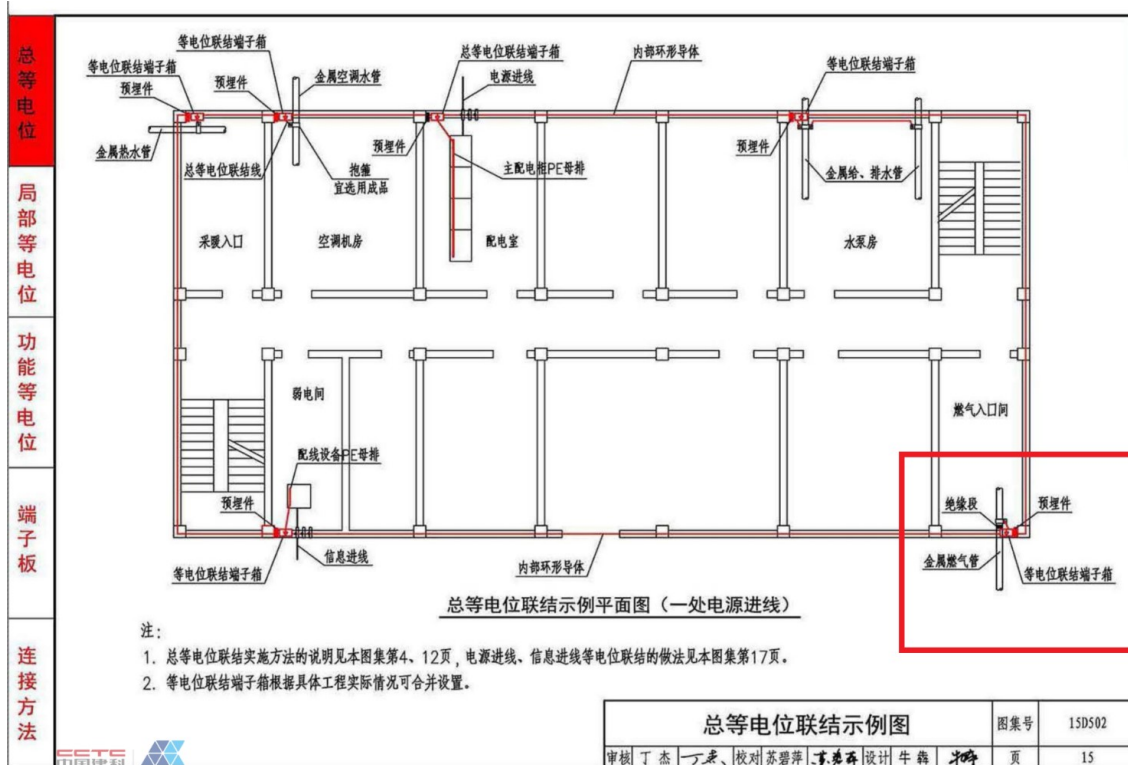 总等电位
局部等电位
功能等电位
端子板
连接方法
等电位联结端子箱
等电位联结端子箱
预埋件
预埋件
金属空调水管
总等电位联结端子箱
电源进线
内部环形导体
等电位联结端子箱
金属热水管
总等电位联结线
抱箍
宜选用成品
预埋件
主配电柜PE母排
预埋件
金属给、排水管
采暖入口
空调机房
配电室
水泵房
弱电间
燃气入口间
配线设备PE母排
预埋件
绝缘段
预埋件
信息进线
等电位联结端子箱
内部环形导体
金属燃气管
等电位联结端子箱
总等电位联结示例平面图（一处电源进线）
注：
1. 总等电位联结实施方法的说明见本图集第4、12页，电源进线、信息进线等电位联结的做法见本图集第17页。
2. 等电位联结端子箱根据具体工程实际情况可合并设置。
总等电位联结示例图
图集号
15D502
审核 丁杰 校对 苏碧萍 设计 牛犇
页
15
CCTC
中国建科